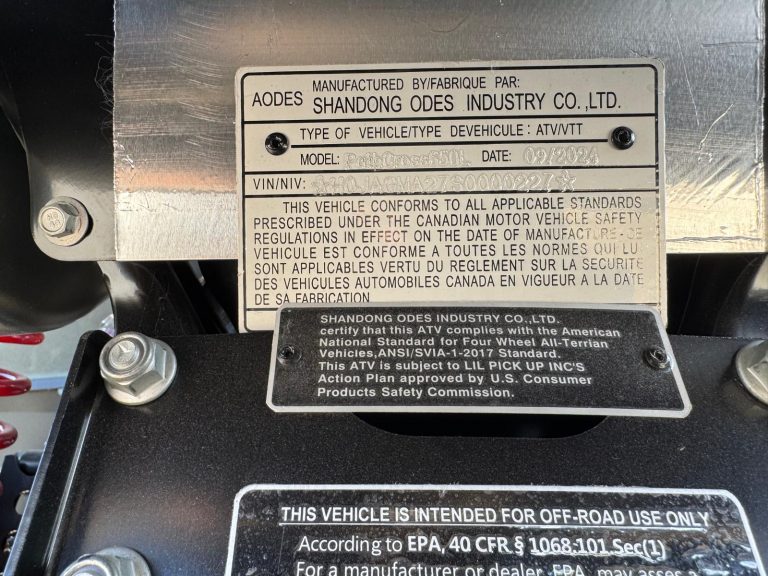 AODES
MANUFACTURED BY/FABRIQUE PAR:
SHANDONG ODES INDUSTRY CO.,LTD.
TYPE OF VEHICLE/TYPE DEVEHICULE: ATV/VTT
MODEL: PathCross650L DATE: 09/2024
VIN/NIV:
THIS VEHICLE CONFORMS TO ALL APPLICABLE STANDARDS
PRESCRIBED UNDER THE CANADIAN MOTOR VEHICLE SAFETY
REGULATIONS IN EFFECT ON THE DATE OF MANUFACTURE-CE
VEHICULE EST CONFORME A TOUTES LES NORMES QUI LU
SONT APPLICABLES VERTU DU REGLEMENT SUR LA SECURITE
DES VEHICULES AUTOMOBILES CANADA EN VIGUEUR A LA DATE
DE SA FABRICATION
SHANDONG ODES INDUSTRY CO.,LTD.
certify that this ATV complies with the American
National Standard for Four Wheel All-Terrian
Vehicles,ANSI/SVIA-1-2017 Standard.
This ATV is subject to LIL PICK UP INC'S
Action Plan approved by U.S. Consumer
Products Safety Commission.
THIS VEHICLE IS INTENDED FOR OFF-ROAD USE ONLY
According to EPA, 40 CFR § 1068.101 Sec(1)
For a manufacturer or dealer, EPA may assess a